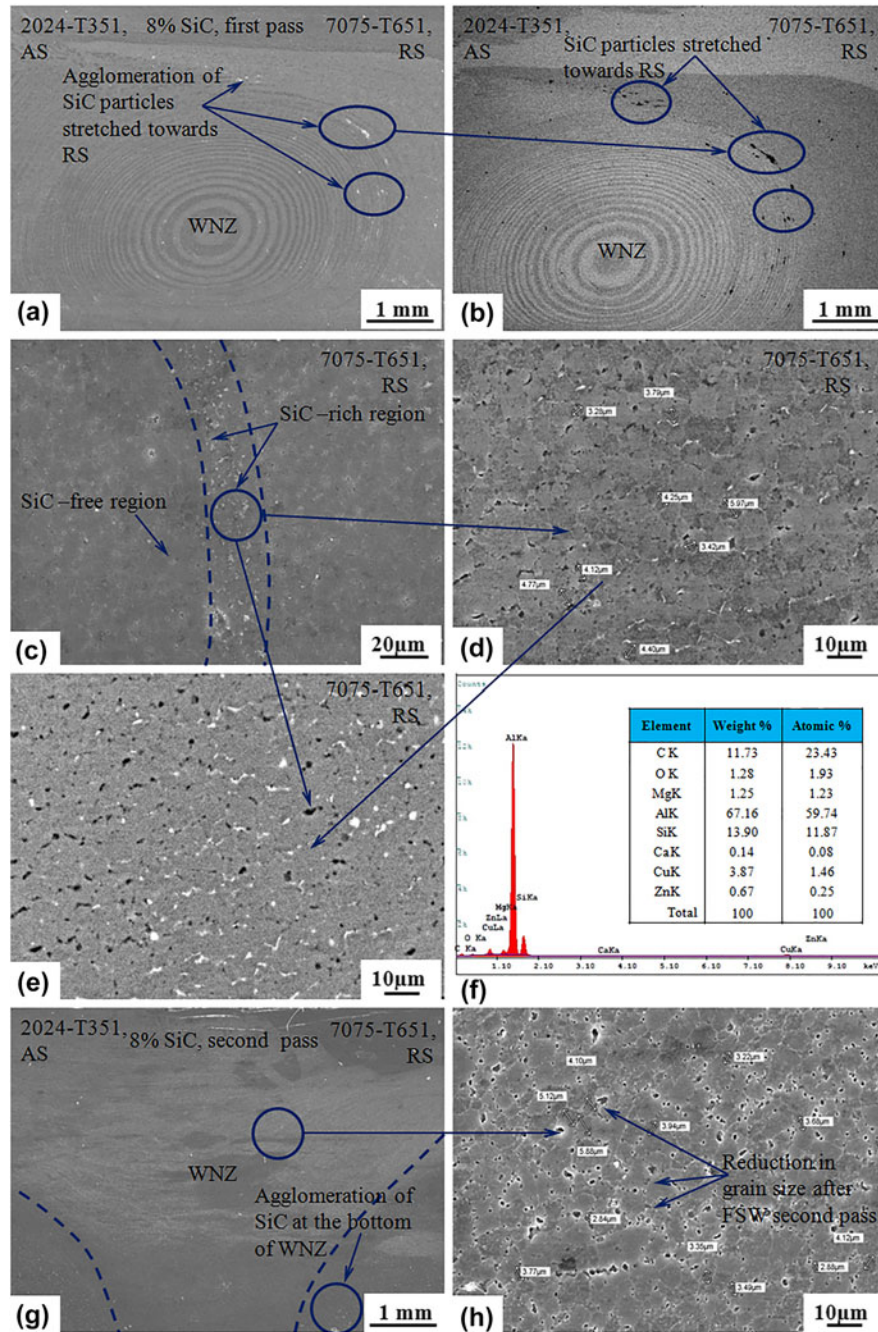 2024-T351, 8% SiC, first pass 7075-T651,
AS RS
Agglomeration of
SiC particles
stretched towards
RS
WNZ
(a)
1 mm
7075-T651,
RS
SiC particles stretched
towards RS
WNZ
(b)
1 mm
7075-T651,
RS
SiC –rich region
SiC –free region
(c)
20µm
7075-T651,
RS
3.79µm
3.28µm
4.25µm
5.97µm
3.42µm
4.12µm
4.77µm
4.40µm
(d)
10µm
7075-T651,
RS
(e)
10µm
Counts
AlKa
SiKa
MgKa
ZnLa
CuLa
O Ka
C Ka
CaKa
ZnKa
CuKa
1.10 2.10 3.10 4.10 5.10 6.10 7.10 8.10 9.10 keV
Element Weight % Atomic %
C K 11.73 23.43
O K 1.28 1.93
MgK 1.25 1.23
AlK 67.16 59.74
SiK 13.90 11.87
CaK 0.14 0.08
CuK 3.87 1.46
ZnK 0.67 0.25
Total 100 100
(f)
2024-T351, 8% SiC, second pass 7075-T651,
AS RS
WNZ
Agglomeration of
SiC at the bottom
of WNZ
(g)
1 mm
4.10µm
3.22µm
5.12µm
3.94µm
3.68µm
5.88µm
Reduction in
grain size after
FSW second pass
2.84µm
4.12µm
3.35µm
2.88µm
3.77µm
3.49µm
(h)
10µm